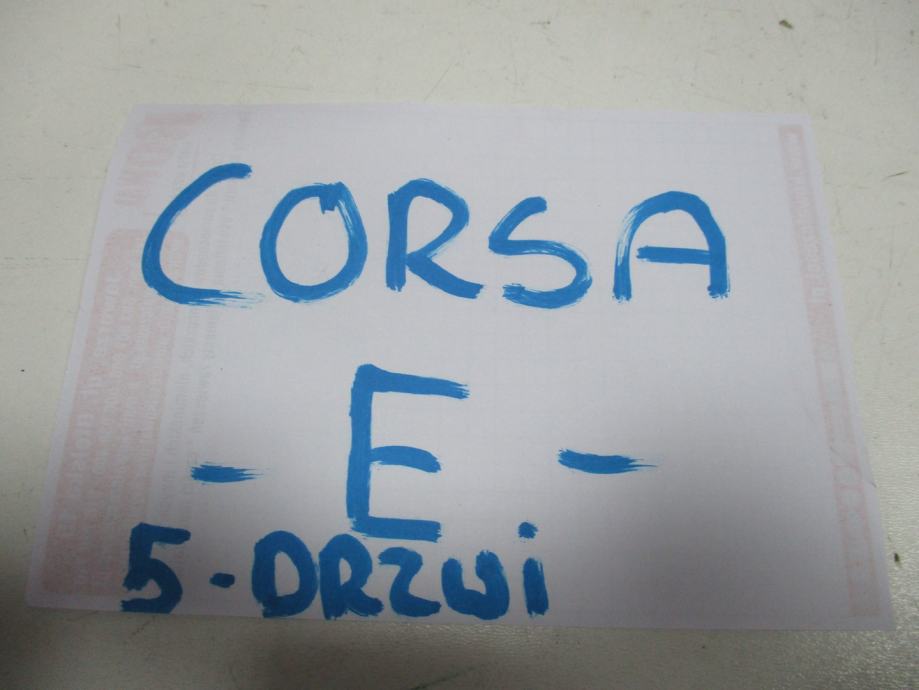 CORSA
- E -
5-DRZWi